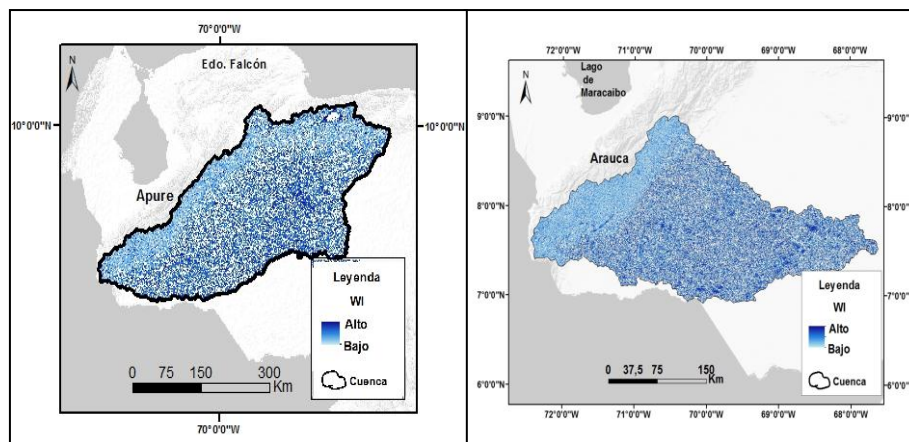 70°0'0"W
N
Edo. Falcón
10°0'0"N
10°0'0"N
Apure
Leyenda
WI
Alto
Bajo
Cuenca
0 75 150 300
Km
70°0'0"W
72°0'0"W 71°0'0"W 70°0'0"W 69°0'0"W 68°0'0"W
N
Lago
de
Maracaibo
9°0'0"N
9°0'0"N
Arauca
8°0'0"N
8°0'0"N
7°0'0"N
7°0'0"N
Leyenda
WI
Alto
Bajo
Cuenca
0 37,5 75 150
Km
6°0'0"N
6°0'0"N
72°0'0"W 71°0'0"W 70°0'0"W 69°0'0"W 68°0'0"W